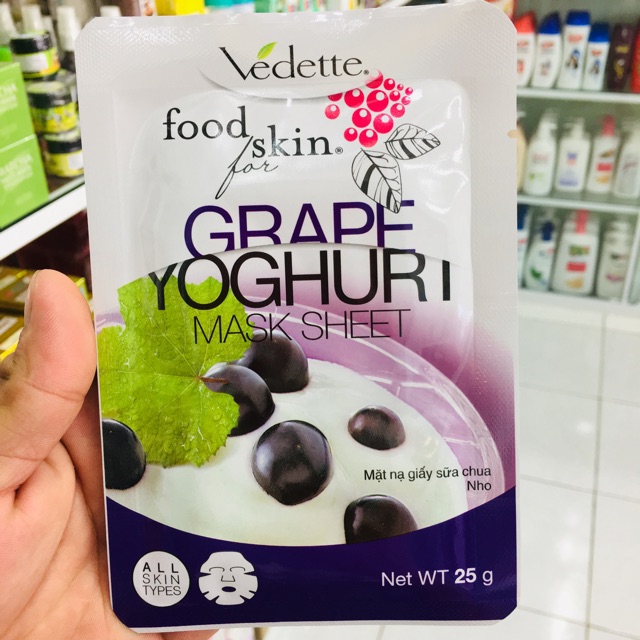 Vedette®
food
for skin®
GRAPE
YOGHURT
MASK SHEET
Mặt nạ giấy sữa chua
Nho
ALL
SKIN
TYPES
Net WT 25 g